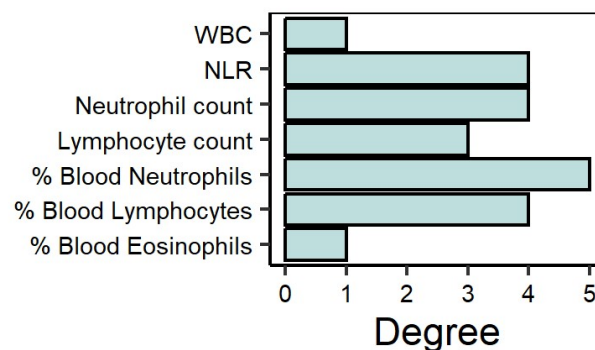 WBC
NLR
Neutrophil count
Lymphocyte count
% Blood Neutrophils
% Blood Lymphocytes
% Blood Eosinophils
0 1 2 3 4 5
Degree